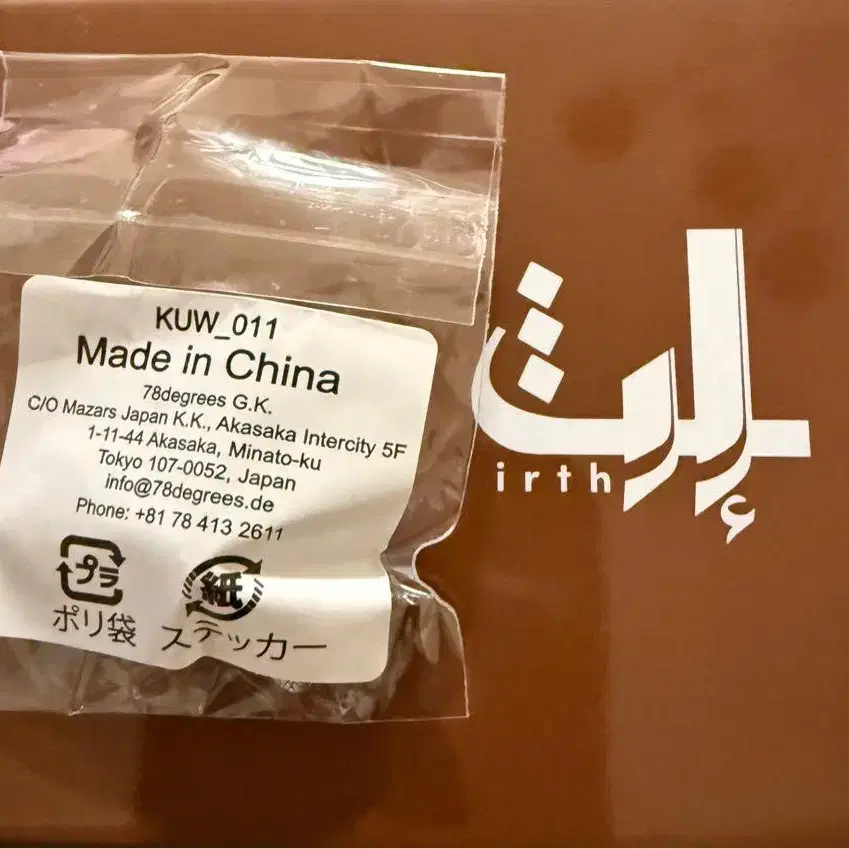 KUW_011
Made in China
78degrees G.K.
C/O Mazars Japan K.K., Akasaka Intercity 5F
1-11-44 Akasaka, Minato-ku
Tokyo 107-0052, Japan
info@78degrees.de
Phone: +81 78 413 2611
プラ
紙
ポリ袋
ステッカー
إرث
irth